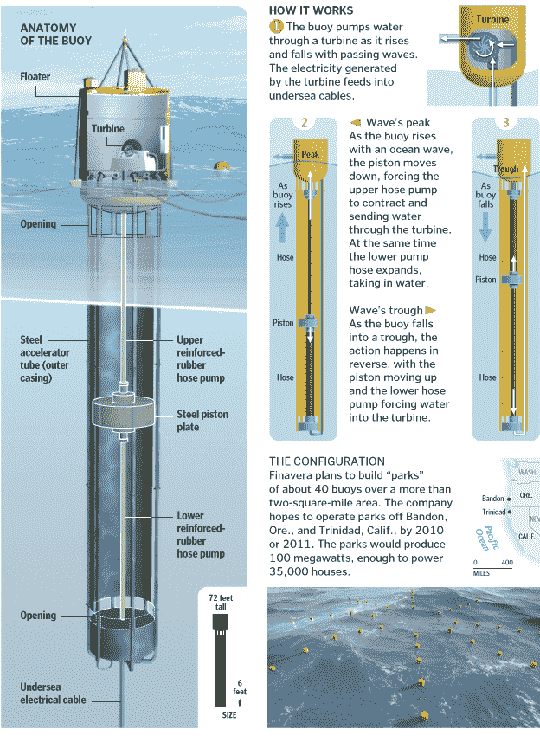 ANATOMY
OF THE BUOY
Floater
Turbine
Opening
Steel
accelerator
tube (outer
casing)
Upper
reinforced-
rubber
hose pump
Steel piston
plate
Lower
reinforced-
rubber
hose pump
Opening
Undersea
electrical cable
72 feet
tall
6
feet
SIZE
HOW IT WORKS
1 The buoy pumps water
through a turbine as it rises
and falls with passing waves.
The electricity generated
by the turbine feeds into
undersea cables.
Turbine
2
Peak
As
buoy
rises
Hose
Piston
Hose
Wave's peak
As the buoy rises
with an ocean wave,
the piston moves
down, forcing the
upper hose pump
to contract and
sending water
through the turbine.
At the same time
the lower pump
hose expands,
taking in water.
Wave's trough
As the buoy falls
into a trough, the
action happens in
reverse, with the
piston moving up
and the lower hose
pump forcing water
into the turbine.
3
Trough
As
buoy
falls
Hose
Piston
Hose
THE CONFIGURATION
Finavera plans to build "parks"
of about 40 buoys over a more than
two-square-mile area. The company
hopes to operate parks off Bandon,
Ore., and Trinidad, Calif., by 2010
or 2011. The parks would produce
100 megawatts, enough to power
35,000 houses.
WASH.
ORE.
Bandon
Trinidad
NEV.
CALIF.
Pacific
Ocean
0 400
MILES